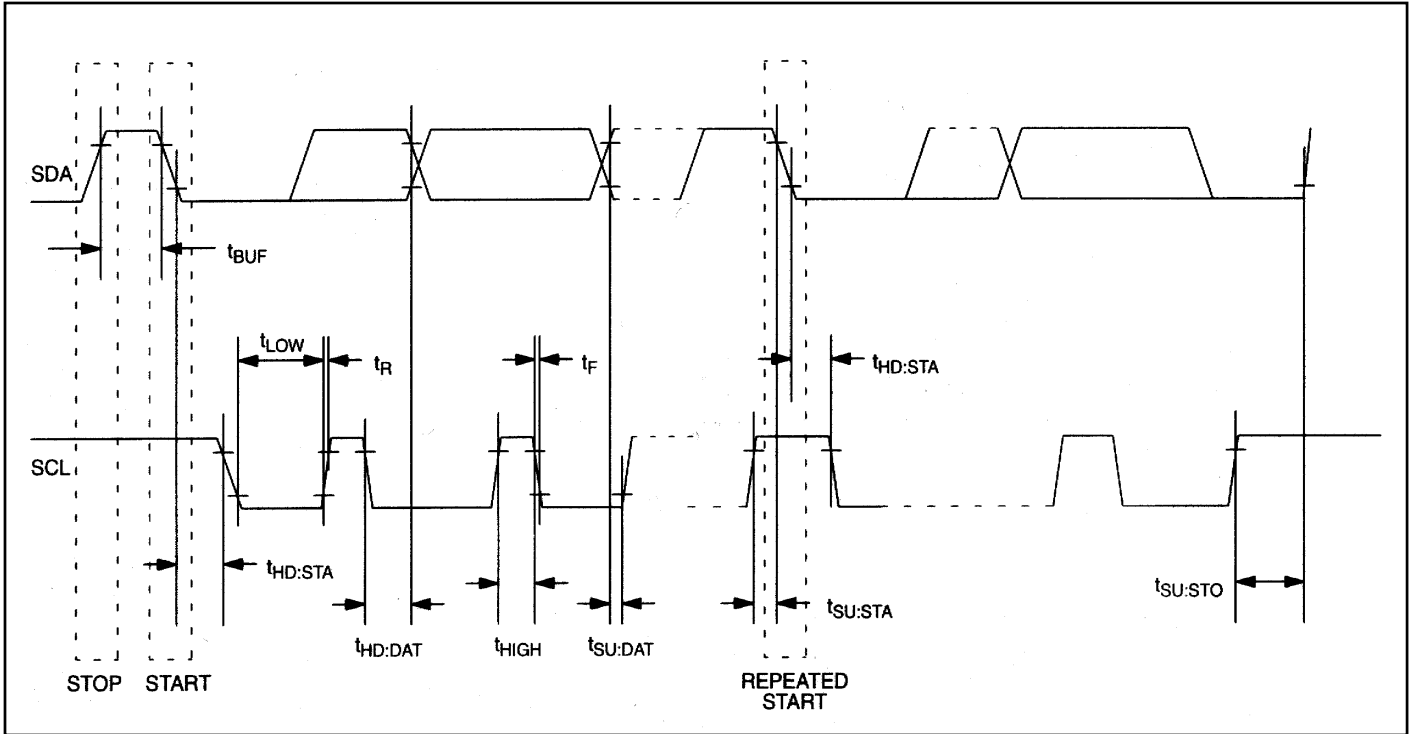 SDA
tBUF
tLOW
tR
tF
tHD:STA
SCL
tHD:STA
tHD:DAT
tHIGH
tSU:DAT
tSU:STA
tSU:STO
STOP
START
REPEATED
START